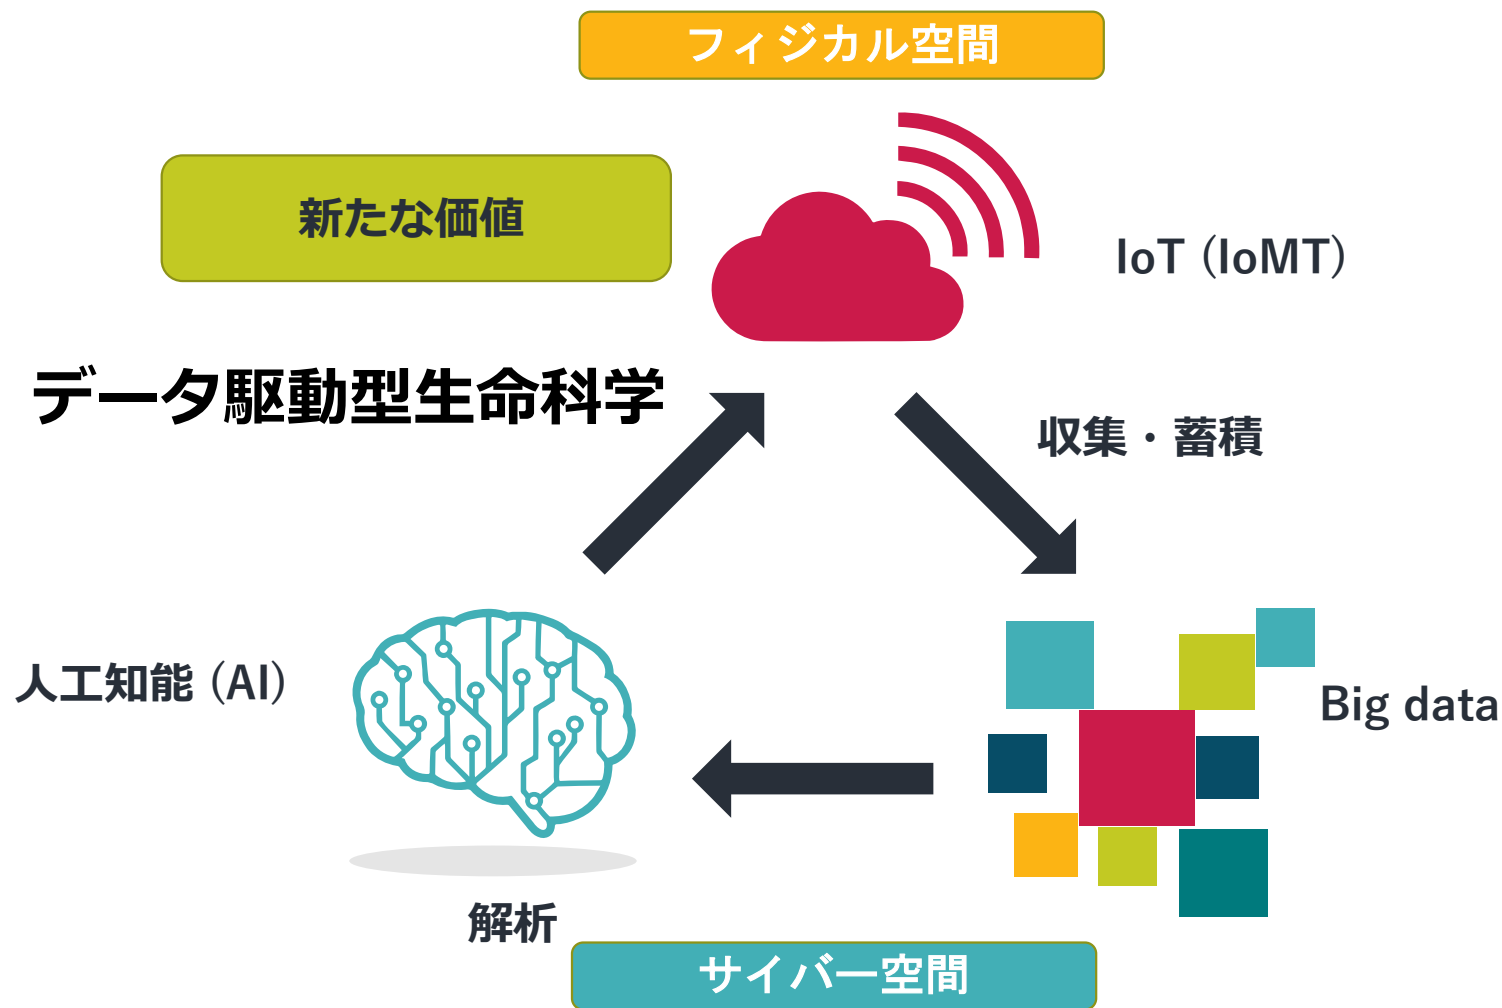 フィジカル空間
新たな価値
IoT (IoMT)
データ駆動型生命科学
収集・蓄積
人工知能 (AI)
Big data
解析
サイバー空間